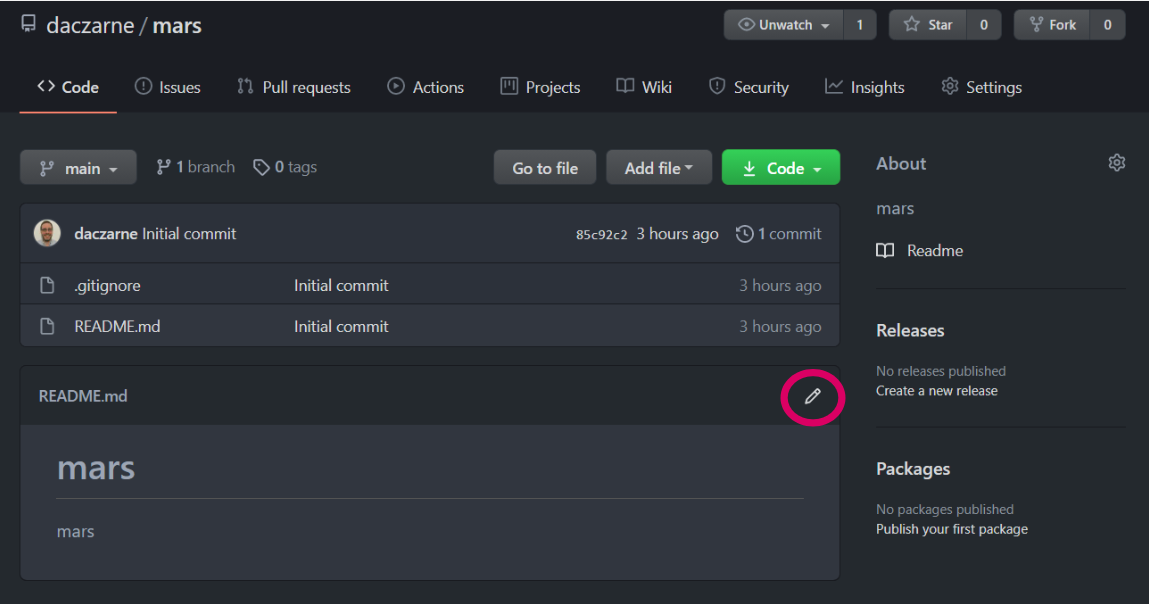 daczarne / mars
Unwatch 1
Star 0
Fork 0
Code
Issues
Pull requests
Actions
Projects
Wiki
Security
Insights
Settings
main
1 branch
0 tags
Go to file
Add file
Code
daczarne Initial commit
85c92c2 3 hours ago
1 commit
.gitignore Initial commit 3 hours ago
README.md Initial commit 3 hours ago
README.md
mars
mars
About
mars
Readme
Releases
No releases published
Create a new release
Packages
No packages published
Publish your first package